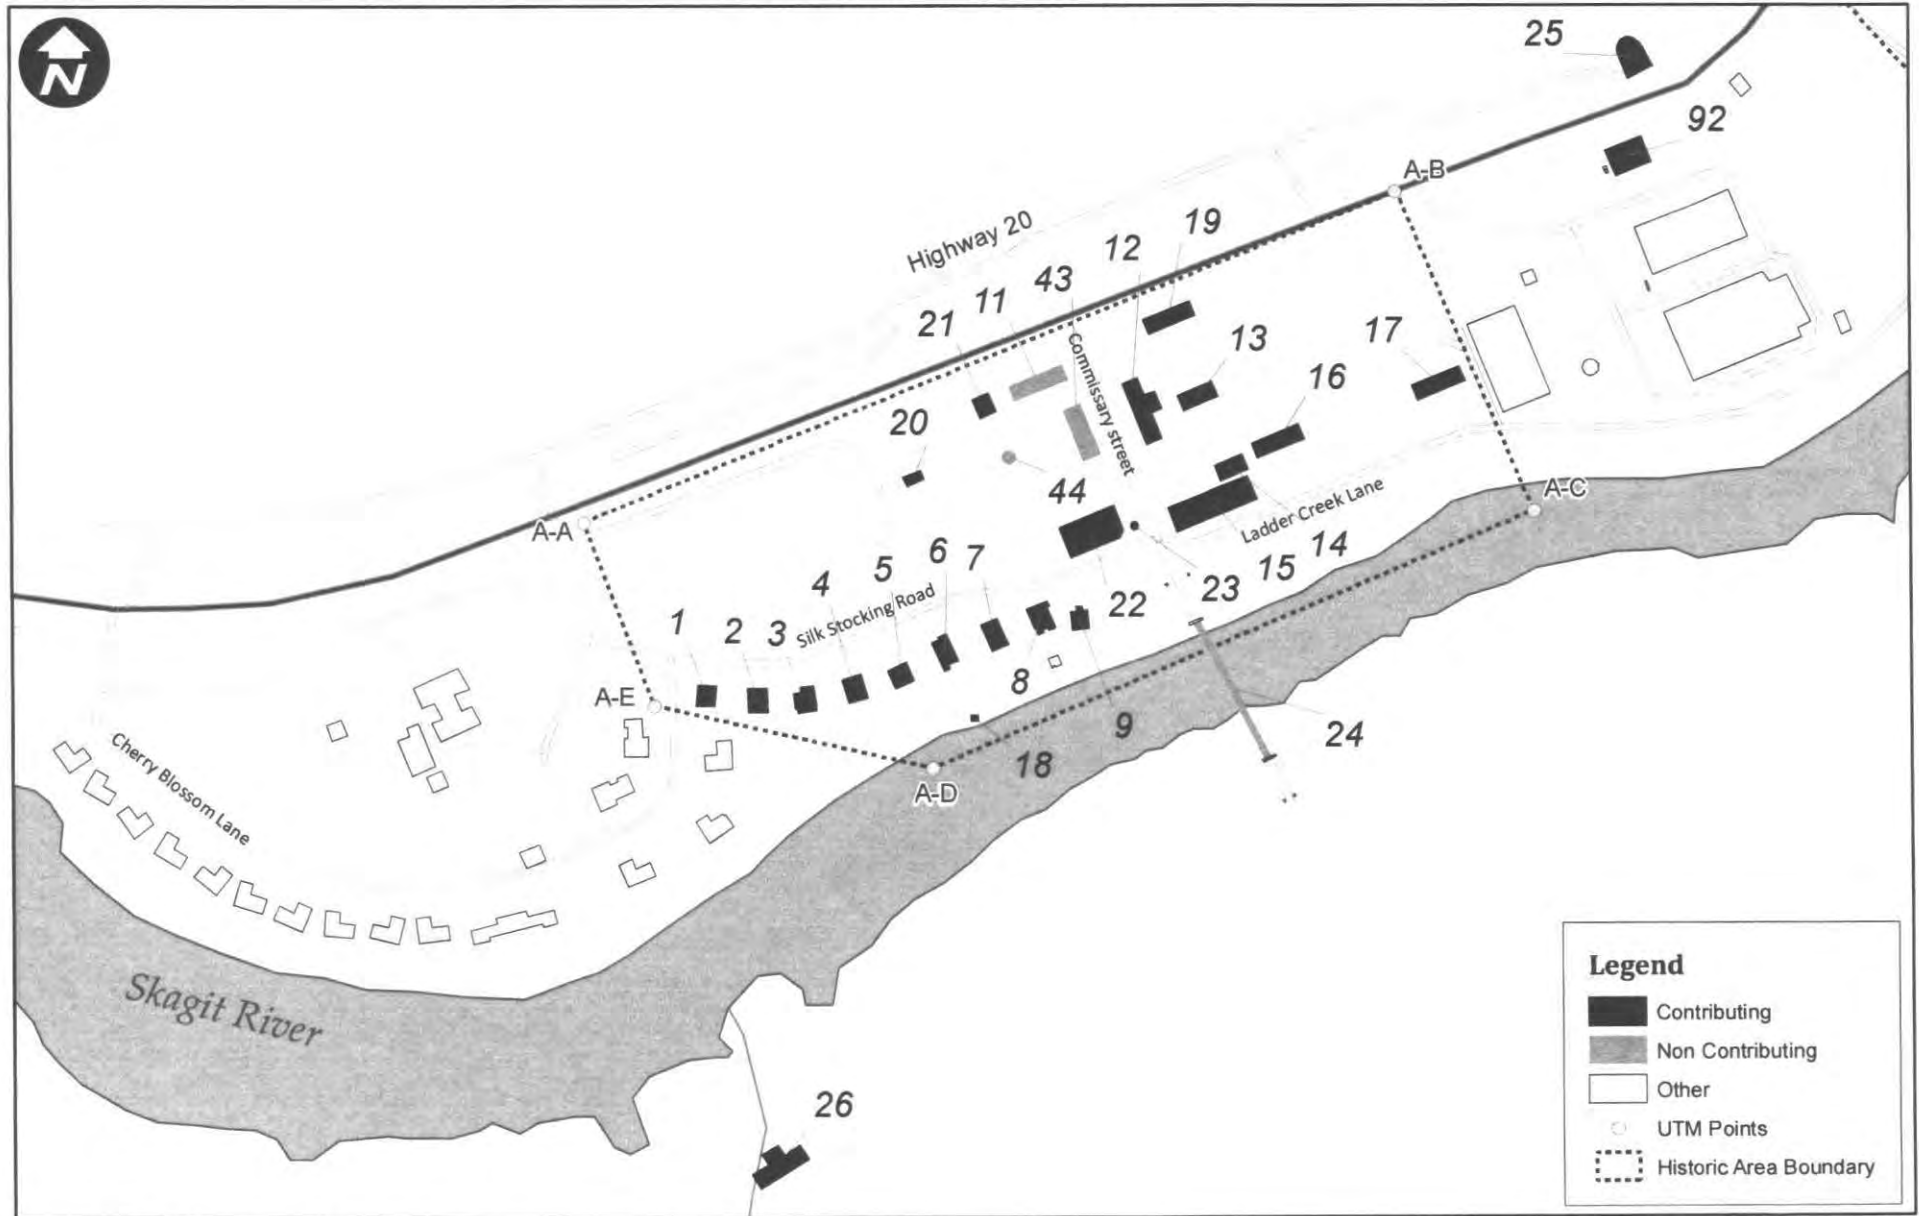 N
25
92
A-B
Highway 20
19
12
43
11
21
Commissary street
13
17
16
20
44
A-A
A-C
Ladder Creek Lane
14
15
23
22
7
6
5
4
Silk Stocking Road
3
2
1
8
9
24
A-E
18
A-D
Cherry Blossom Lane
Skagit River
26
Legend
Contributing
Non Contributing
Other
UTM Points
Historic Area Boundary